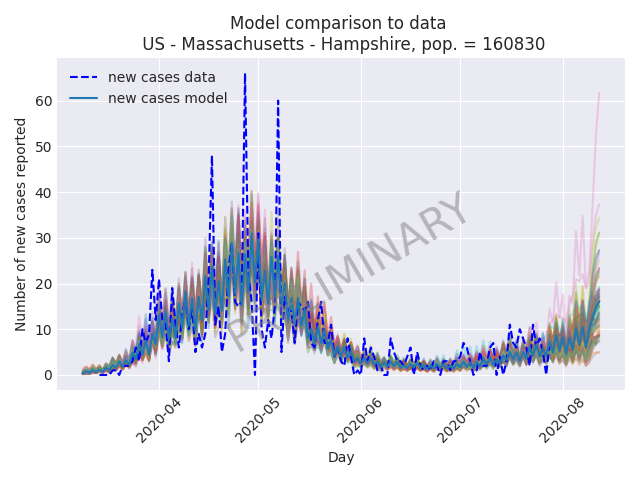 Model comparison to data
US - Massachusetts - Hampshire, pop. = 160830
new cases data
new cases model
PRELIMINARY
Number of new cases reported
60
50
40
30
20
10
0
2020-04
2020-05
2020-06
2020-07
2020-08
Day